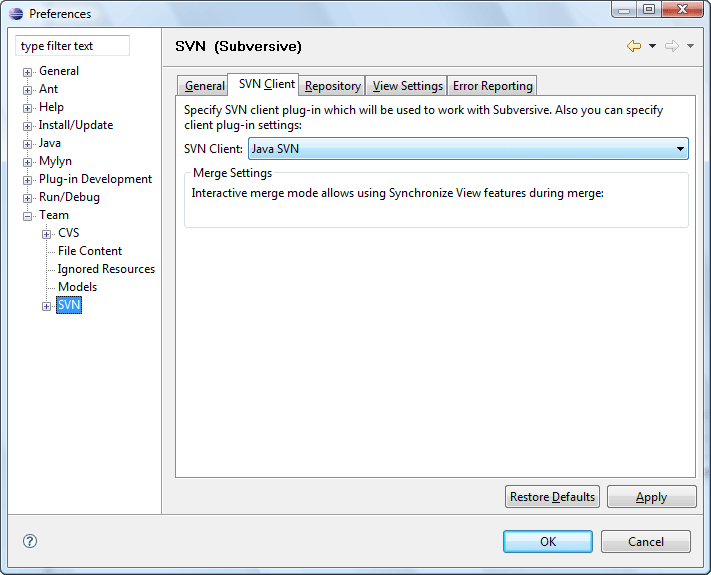 Preferences
type filter text
General
Ant
Help
Install/Update
Java
Mylyn
Plug-in Development
Run/Debug
Team
CVS
File Content
Ignored Resources
Models
SVN
SVN (Subversive)
General SVN Client Repository View Settings Error Reporting
Specify SVN client plug-in which will be used to work with Subversive. Also you can specify
client plug-in settings:
SVN Client: Java SVN
Merge Settings
Interactive merge mode allows using Synchronize View features during merge:
Restore Defaults Apply
? OK Cancel